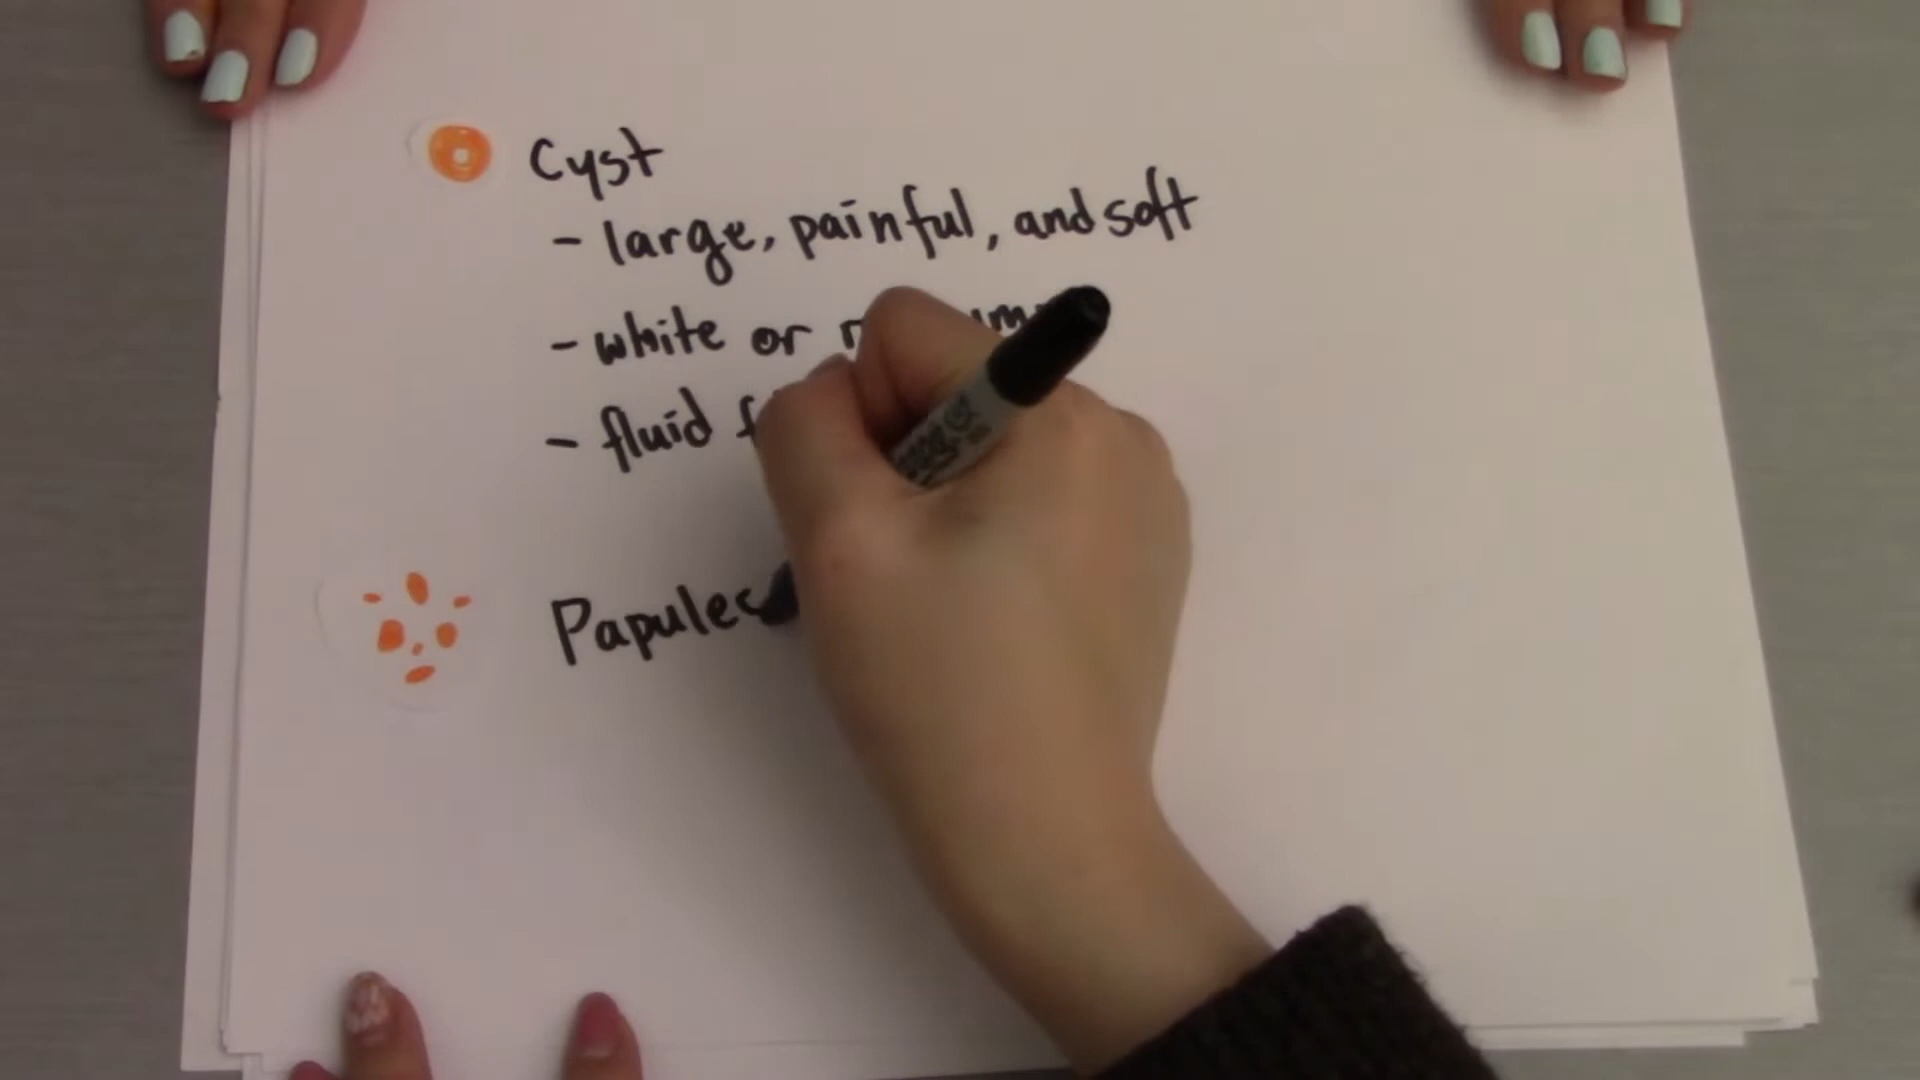 Cyst
- large, painful, and soft
- white or
- fluid
Papules